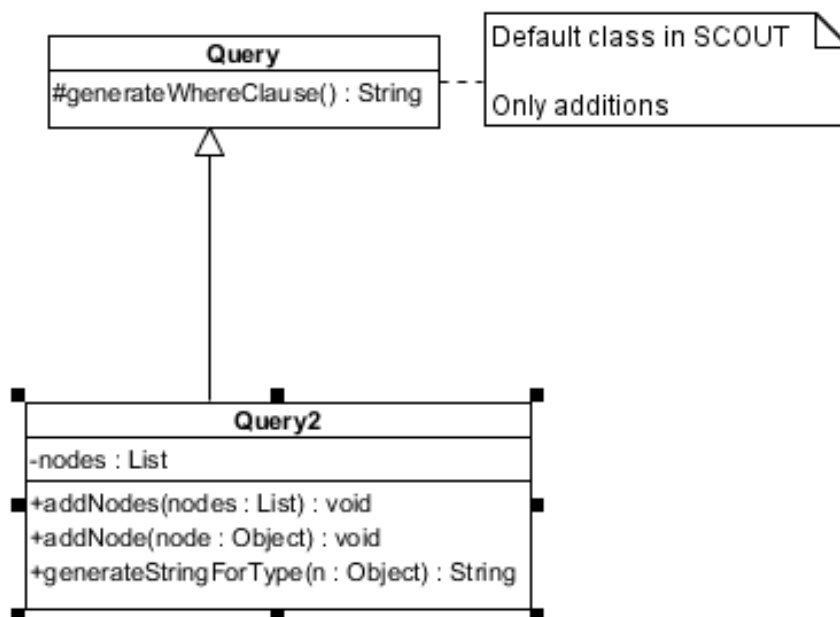 Query
#generateWhereClause() : String
Default class in SCOUT
Only additions
Query2
-nodes : List
+addNodes(nodes : List) : void
+addNode(node : Object) : void
+generateStringForType(n : Object) : String